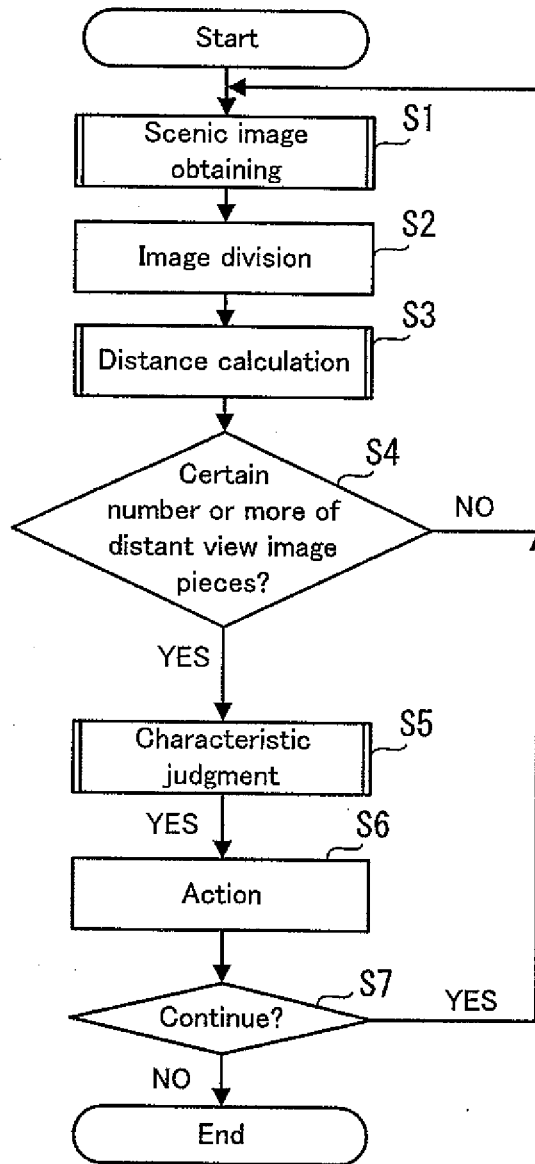 Start
S1
Scenic image
obtaining
S2
Image division
S3
Distance calculation
S4
Certain
number or more of
distant view image
pieces?
NO
YES
S5
Characteristic
judgment
YES
S6
Action
S7
Continue?
YES
NO
End